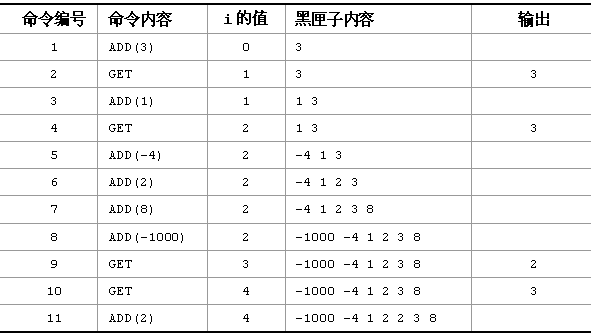 命令编号 命令内容 i的值 黑匣子内容 输出
1 ADD(3) 0 3
2 GET 1 3 3
3 ADD(1) 1 1 3
4 GET 2 1 3 3
5 ADD(-4) 2 -4 1 3
6 ADD(2) 2 -4 1 2 3
7 ADD(8) 2 -4 1 2 3 8
8 ADD(-1000) 2 -1000 -4 1 2 3 8
9 GET 3 -1000 -4 1 2 3 8 2
10 GET 4 -1000 -4 1 2 3 8 3
11 ADD(2) 4 -1000 -4 1 2 2 3 8